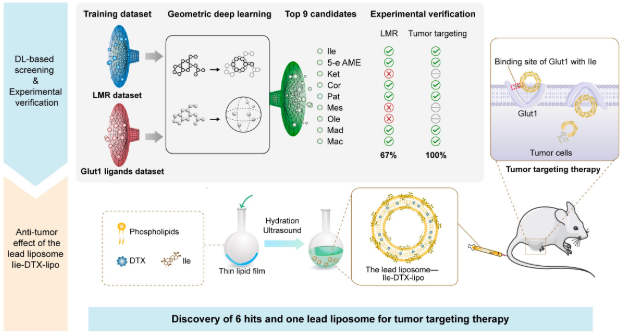 DL-based
screening
&
Experimental
verification
Training dataset
LMR dataset
Glut1 ligands dataset
Geometric deep learning
Top 9 candidates
Ile
5-e AME
Ket
Cor
Pat
Mes
Ole
Mad
Mac
Experimental verification
LMR Tumor targeting
67% 100%
Binding site of Glut1 with Ile
Glut1
Tumor cells
Tumor targeting therapy
Anti-tumor
effect of the
lead liposome
Ile-DTX-lipo
Phospholipids
DTX Ile
Thin lipid film
Hydration
Ultrasound
The lead liposome—
Ile-DTX-lipo
Discovery of 6 hits and one lead liposome for tumor targeting therapy